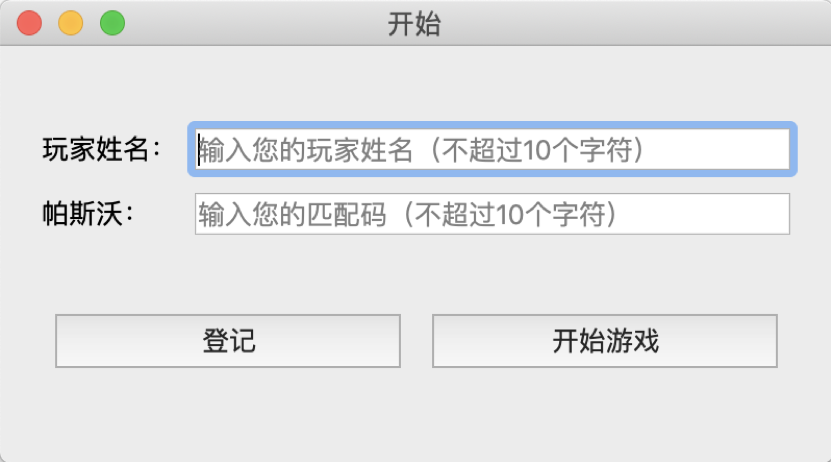 开始
玩家姓名：
输入您的玩家姓名（不超过10个字符）
帕斯沃：
输入您的匹配码（不超过10个字符）
登记
开始游戏